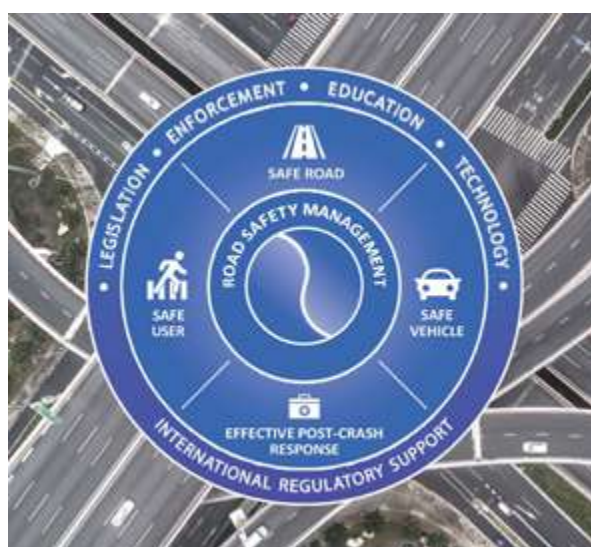 LEGISLATION • ENFORCEMENT • EDUCATION • TECHNOLOGY
SAFE ROAD
ROAD SAFETY MANAGEMENT
SAFE
USER
SAFE
VEHICLE
EFFECTIVE POST-CRASH
RESPONSE
INTERNATIONAL REGULATORY SUPPORT